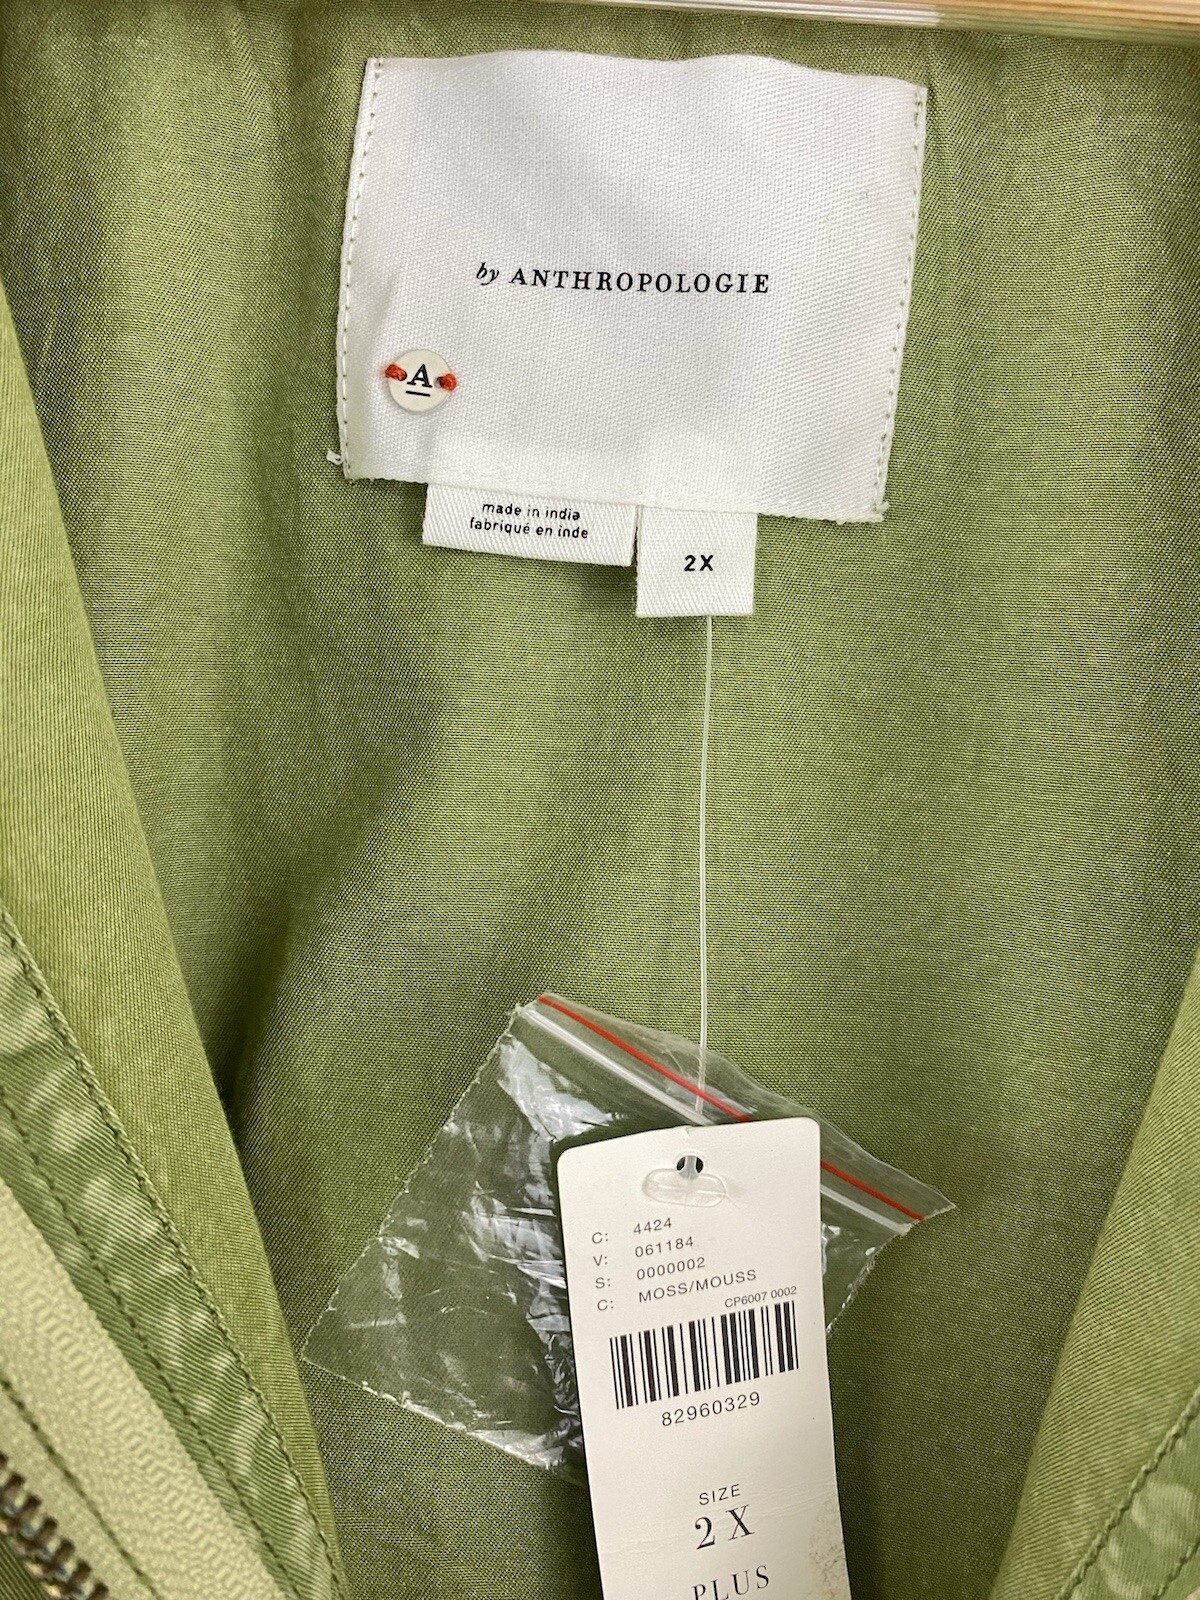 by ANTHROPOLOGIE
A
made in india
fabriqué en inde
2X
C: 4424
V: 061184
S: 0000002
C: MOSS/MOUSS
CP6007 0002
82960329
SIZE
2 X
PLUS